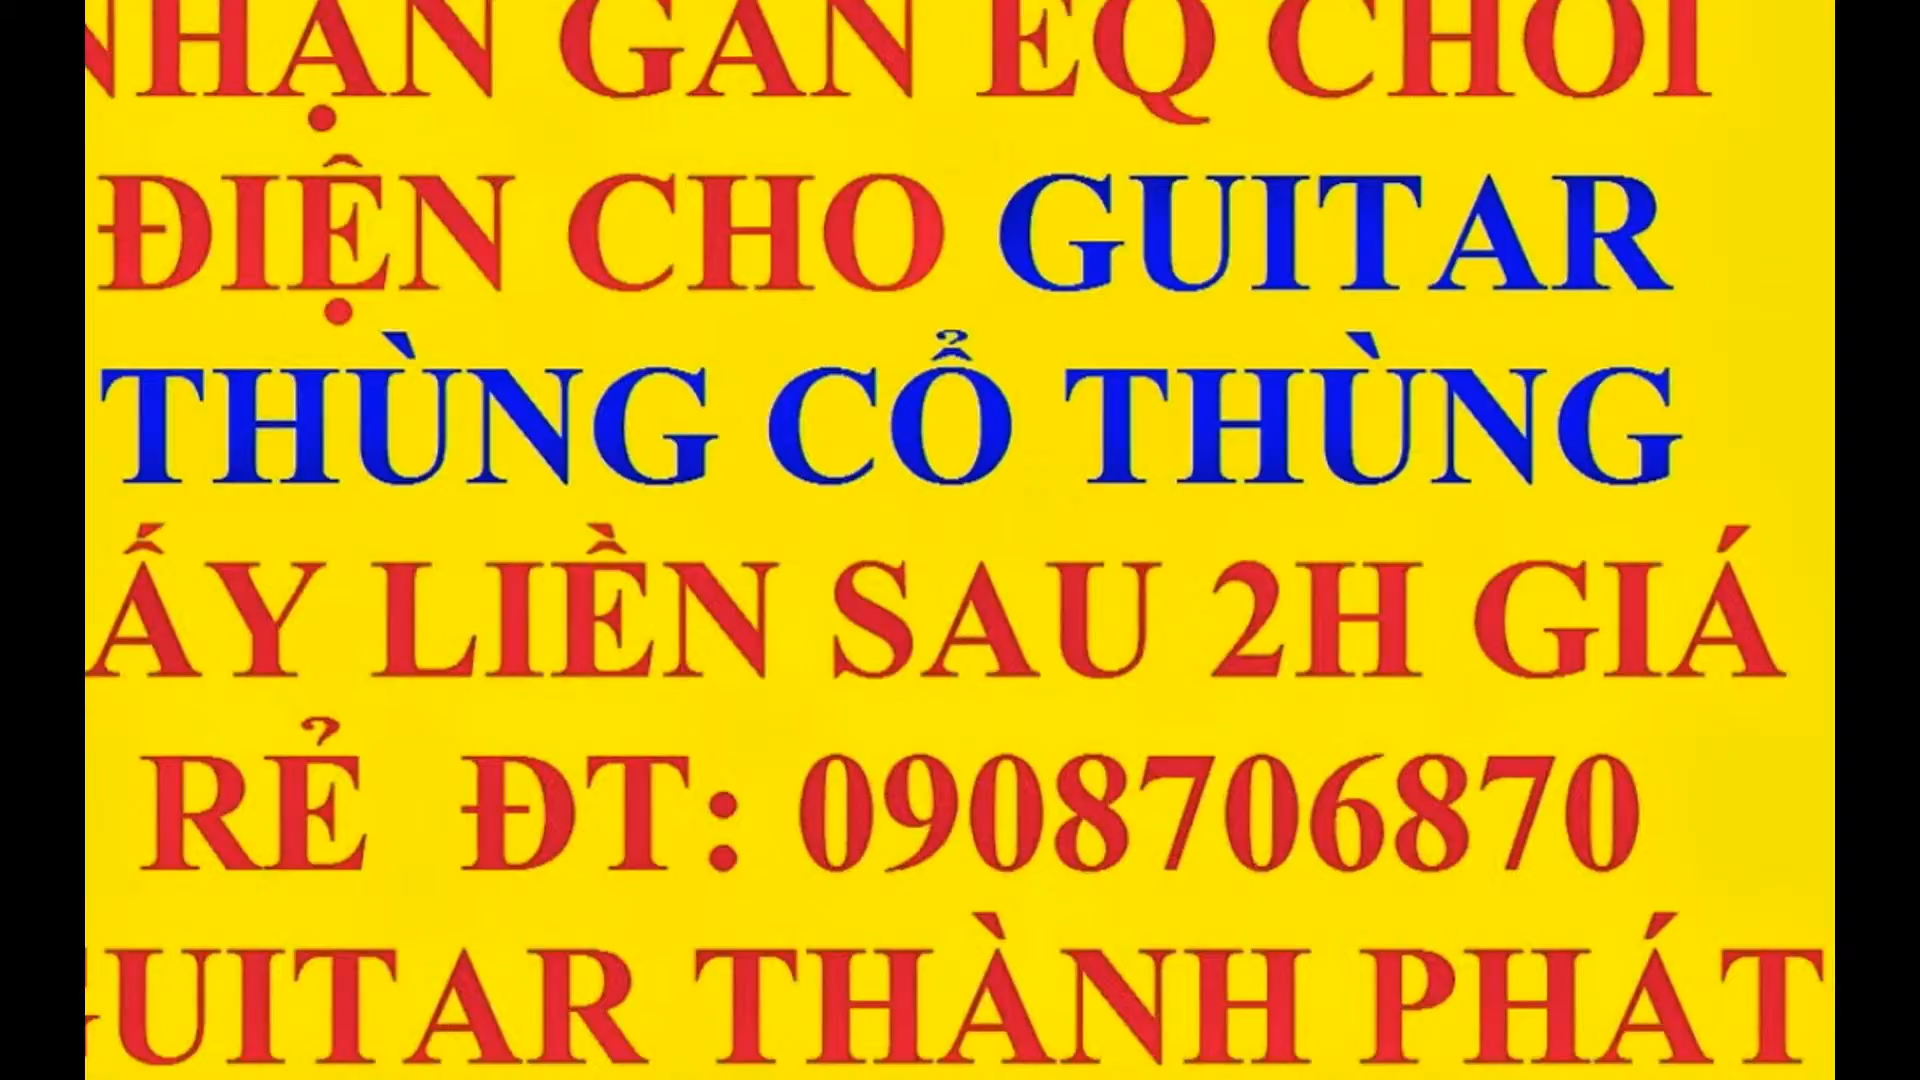 NHẬN GẮN EQ CHƠI
ĐIỆN CHO GUITAR
THÙNG CỔ THÙNG
ẤY LIỀN SAU 2H GIÁ
RẺ ĐT: 0908706870
GUITAR THÀNH PHÁT